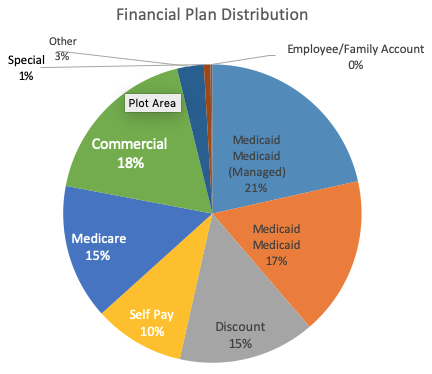 Financial Plan Distribution
Other
3%
Special
1%
Employee/Family Account
0%
Plot Area
Commercial
18%
Medicaid
Medicaid
(Managed)
21%
Medicare
15%
Medicaid
Medicaid
17%
Self Pay
10%
Discount
15%